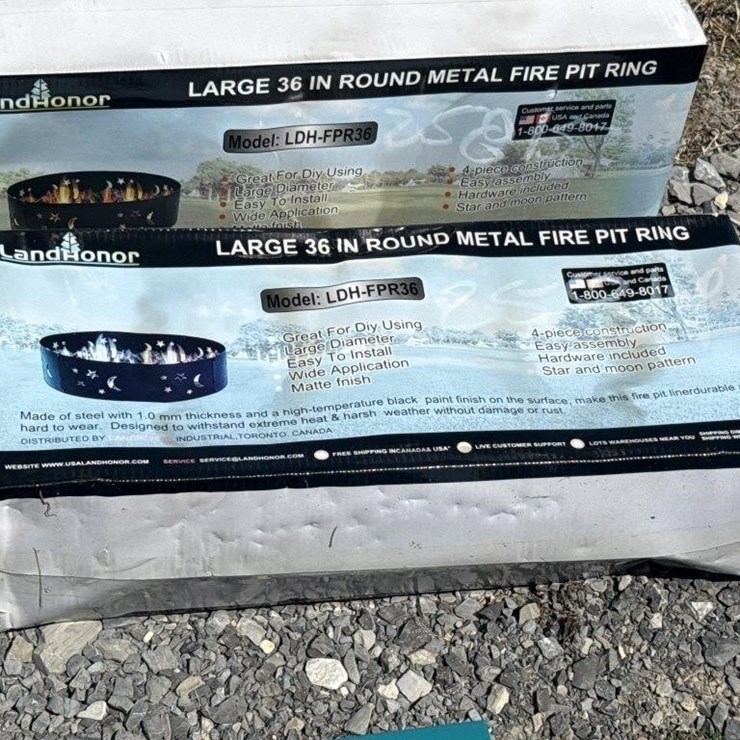 ndHonor
LARGE 36 IN ROUND METAL FIRE PIT RING
Customer service and parts
USA and Canada
1-800-649-8017
Model: LDH-FPR36
Great For Diy Using
Large Diameter
Easy To Install
Wide Application
Matte fnish
4-piece construction
Easy assembly
Hardware included
Star and moon pattern
LandHonor
LARGE 36 IN ROUND METAL FIRE PIT RING
Customer service and parts
and Canada
1-800-649-8017
Model: LDH-FPR36
Great For Diy Using
Large Diameter
Easy To Install
Wide Application
Matte fnish
4-piece construction
Easy assembly
Hardware included
Star and moon pattern
Made of steel with 1.0 mm thickness and a high-temperature black paint finish on the surface, make this fire pit linerdurable
hard to wear. Designed to withstand extreme heat & harsh weather without damage or rust
DISTRIBUTED BY INDUSTRIAL,TORONTO, CANADA
WEBSITE WWW.USALANDHONOR.COM SERVICE SERVICE@LANDHONOR.COM FREE SHIPPING INCANADA& USA* LIVE CUSTOMER SUPPORT LOTS WAREHOUSES NEAR YOU